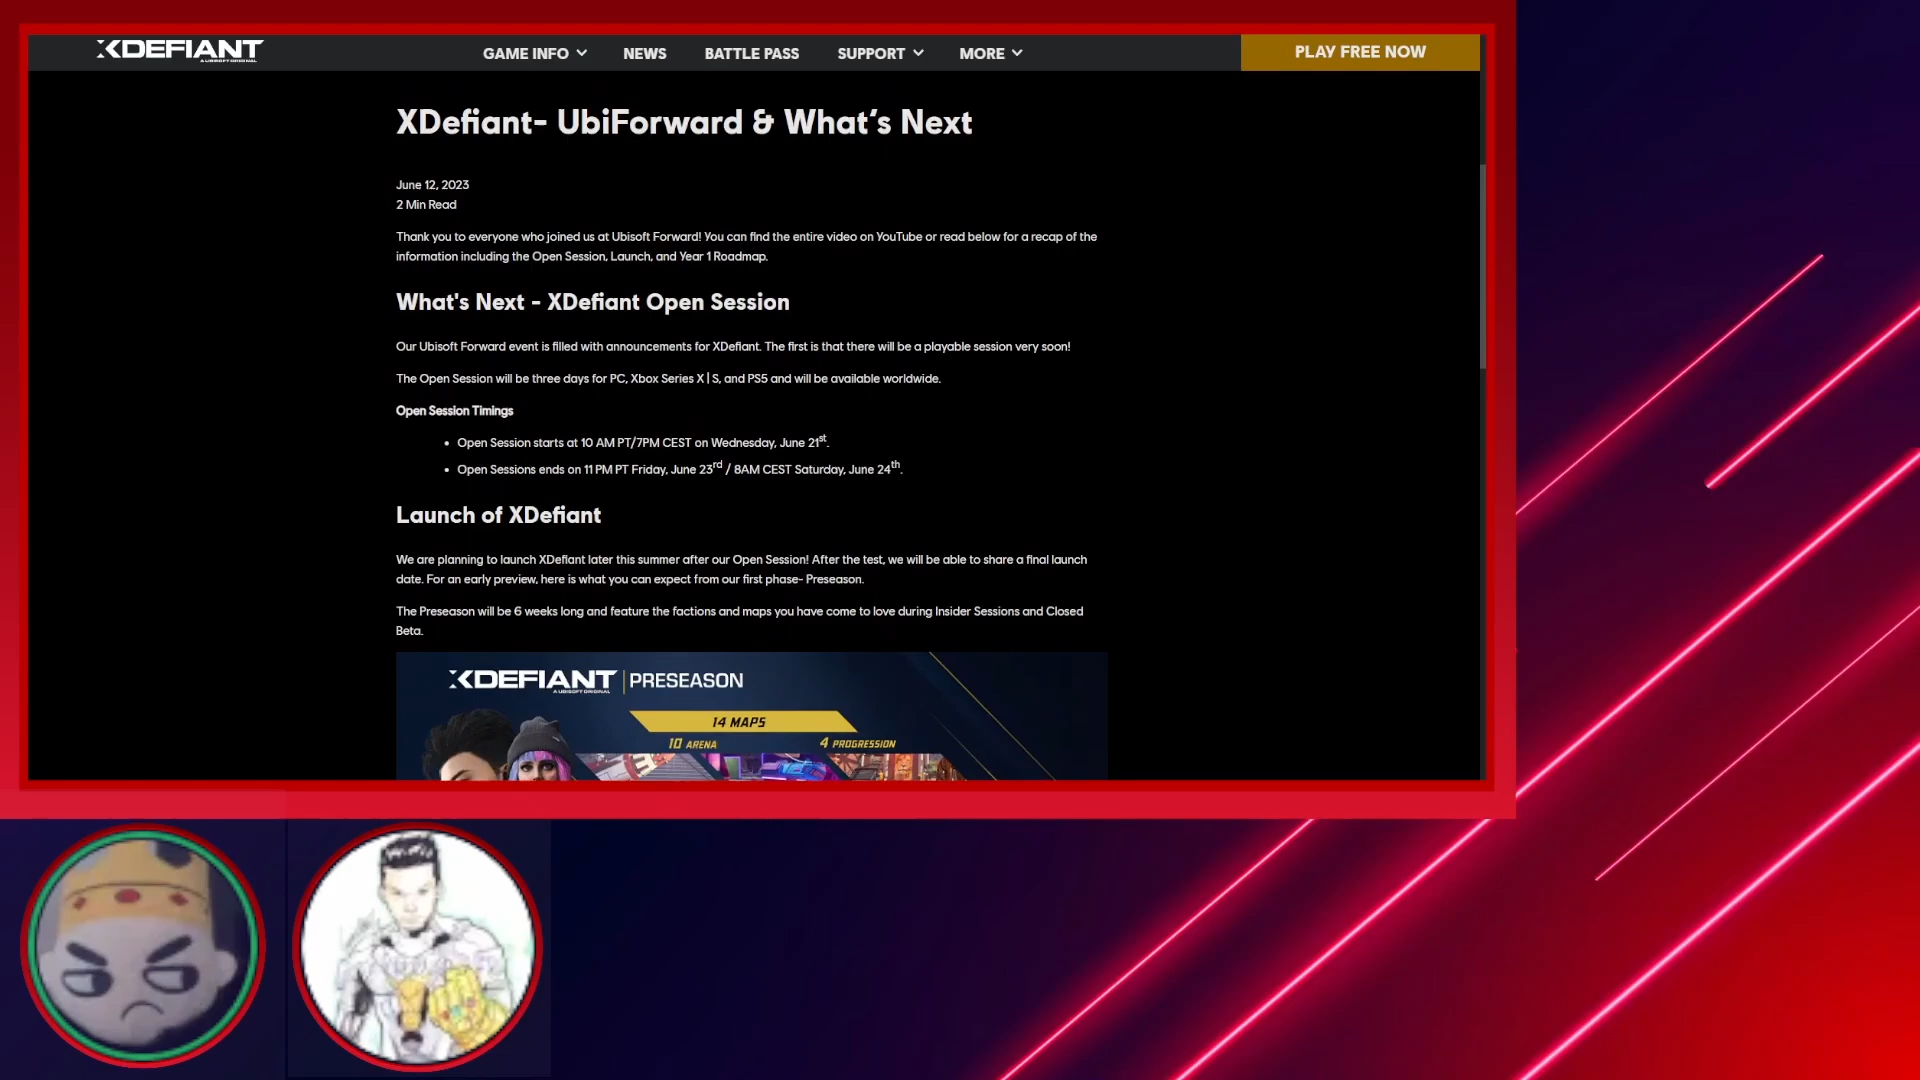 XDEFIANT
A UBISOFT ORIGINAL
GAME INFO
NEWS
BATTLE PASS
SUPPORT
MORE
PLAY FREE NOW
XDefiant- UbiForward & What's Next
June 12, 2023
2 Min Read
Thank you to everyone who joined us at Ubisoft Forward! You can find the entire video on YouTube or read below for a recap of the
information including the Open Session, Launch, and Year 1 Roadmap.
What's Next - XDefiant Open Session
Our Ubisoft Forward event is filled with announcements for XDefiant. The first is that there will be a playable session very soon!
The Open Session will be three days for PC, Xbox Series X | S, and PS5 and will be available worldwide.
Open Session Timings
• Open Session starts at 10 AM PT/7PM CEST on Wednesday, June 21st.
• Open Sessions ends on 11 PM PT Friday, June 23rd / 8AM CEST Saturday, June 24th.
Launch of XDefiant
We are planning to launch XDefiant later this summer after our Open Session! After the test, we will be able to share a final launch
date. For an early preview, here is what you can expect from our first phase- Preseason.
The Preseason will be 6 weeks long and feature the factions and maps you have come to love during Insider Sessions and Closed
Beta.
XDEFIANT | PRESEASON
A UBISOFT ORIGINAL
14 MAPS
10 ARENA
4 PROGRESSION